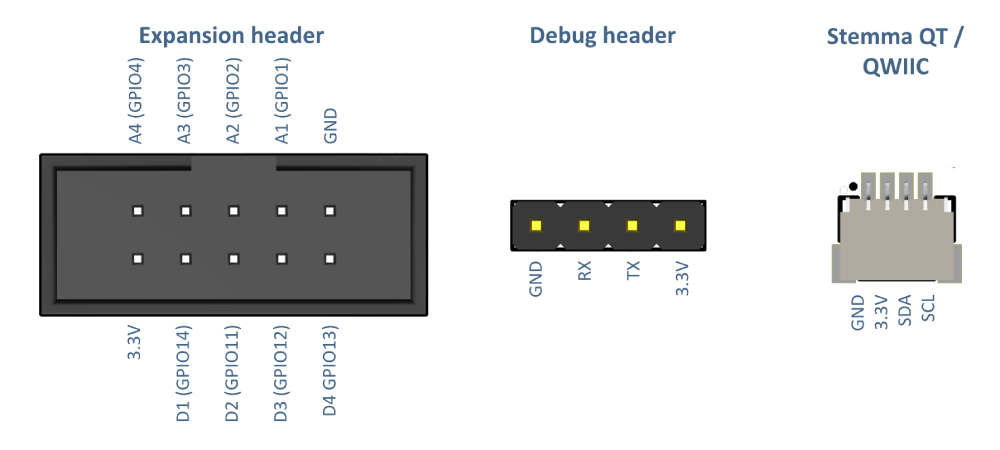 Expansion header
A4 (GPIO4)
A3 (GPIO3)
A2 (GPIO2)
A1 (GPIO1)
GND
3.3V
D1 (GPIO14)
D2 (GPIO11)
D3 (GPIO12)
D4 GPIO13)
Debug header
GND
RX
TX
3.3V
Stemma QT /
QWIIC
GND
3.3V
SDA
SCL